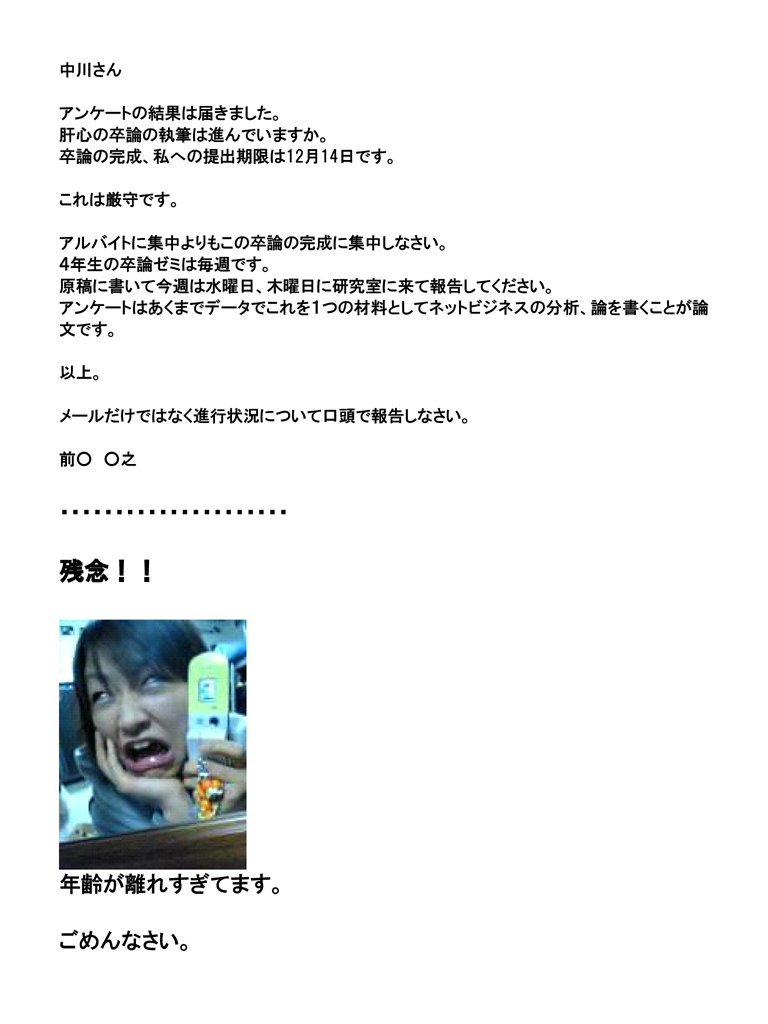 中川さん
アンケートの結果は届きました。
肝心の卒論の執筆は進んでいますか。
卒論の完成、私への提出期限は12月14日です。
これは厳守です。
アルバイトに集中よりもこの卒論の完成に集中しなさい。
４年生の卒論ゼミは毎週です。
原稿に書いて今週は水曜日、木曜日に研究室に来て報告してください。
アンケートはあくまでデータでこれを１つの材料としてネットビジネスの分析、論を書くことが論
文です。
以上。
メールだけではなく進行状況について口頭で報告しなさい。
前〇　〇之
・・・・・・・・・・・・・・・・・・・・・
残念！！
年齢が離れすぎてます。
ごめんなさい。